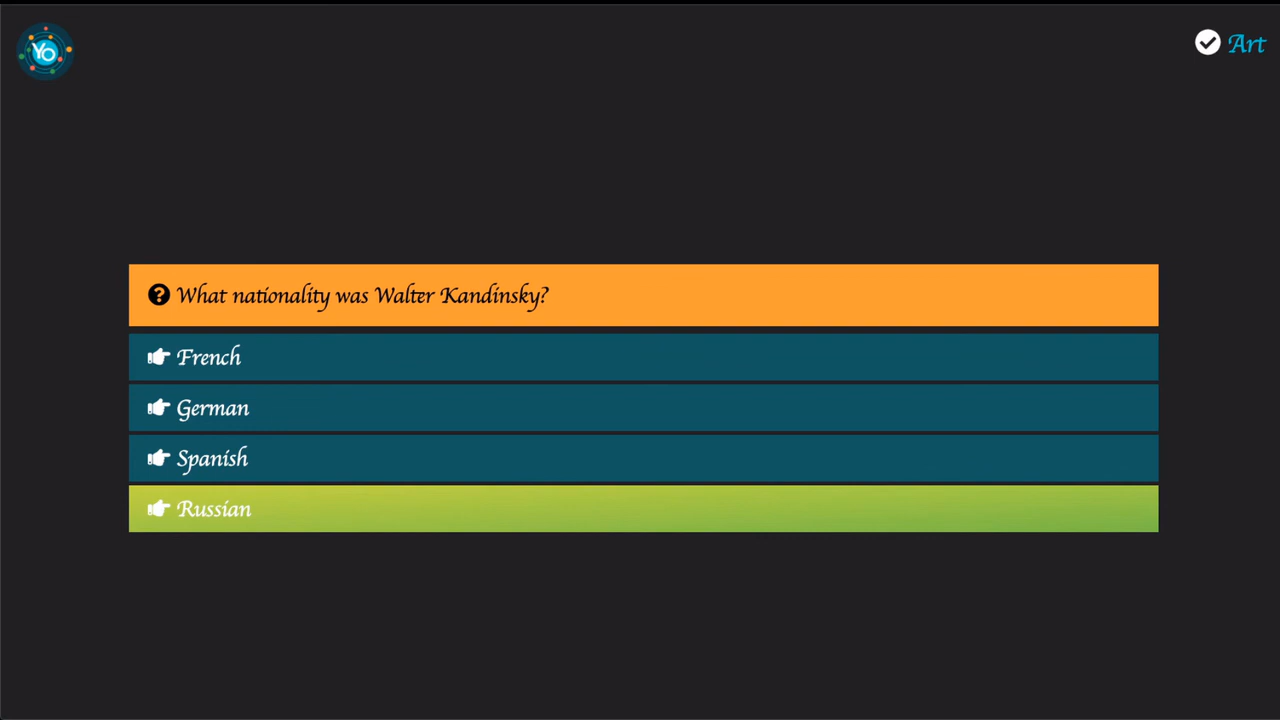 YO
Art
What nationality was Walter Kandinsky?
French
German
Spanish
Russian